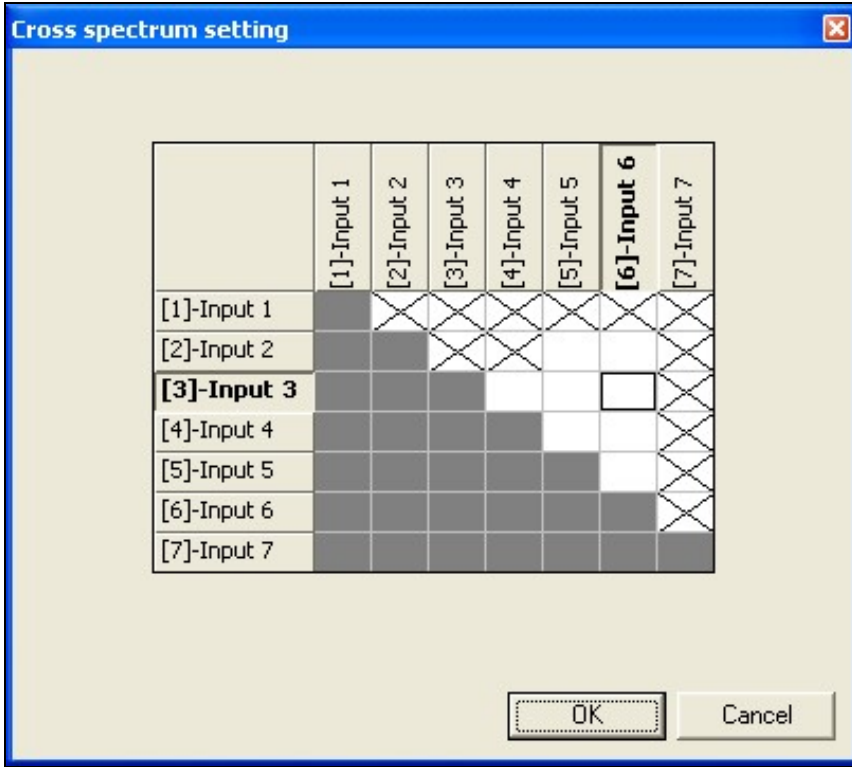 Cross spectrum setting
[1]-Input 1
[2]-Input 2
[3]-Input 3
[4]-Input 4
[5]-Input 5
[6]-Input 6
[7]-Input 7
[1]-Input 1
[2]-Input 2
[3]-Input 3
[4]-Input 4
[5]-Input 5
[6]-Input 6
[7]-Input 7
OK Cancel